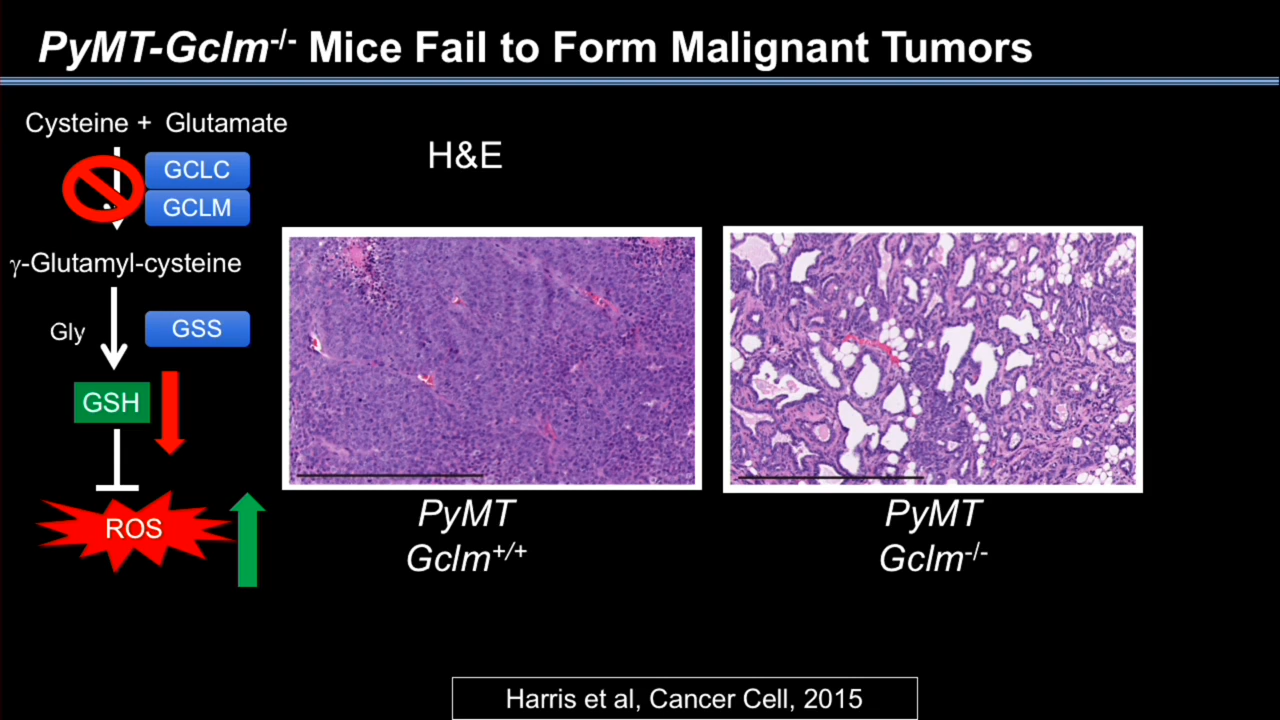 PyMT-Gclm-/- Mice Fail to Form Malignant Tumors
Cysteine + Glutamate
GCLC
GCLM
γ-Glutamyl-cysteine
Gly
GSS
GSH
ROS
H&E
PyMT
Gclm+/+
PyMT
Gclm-/-
Harris et al, Cancer Cell, 2015